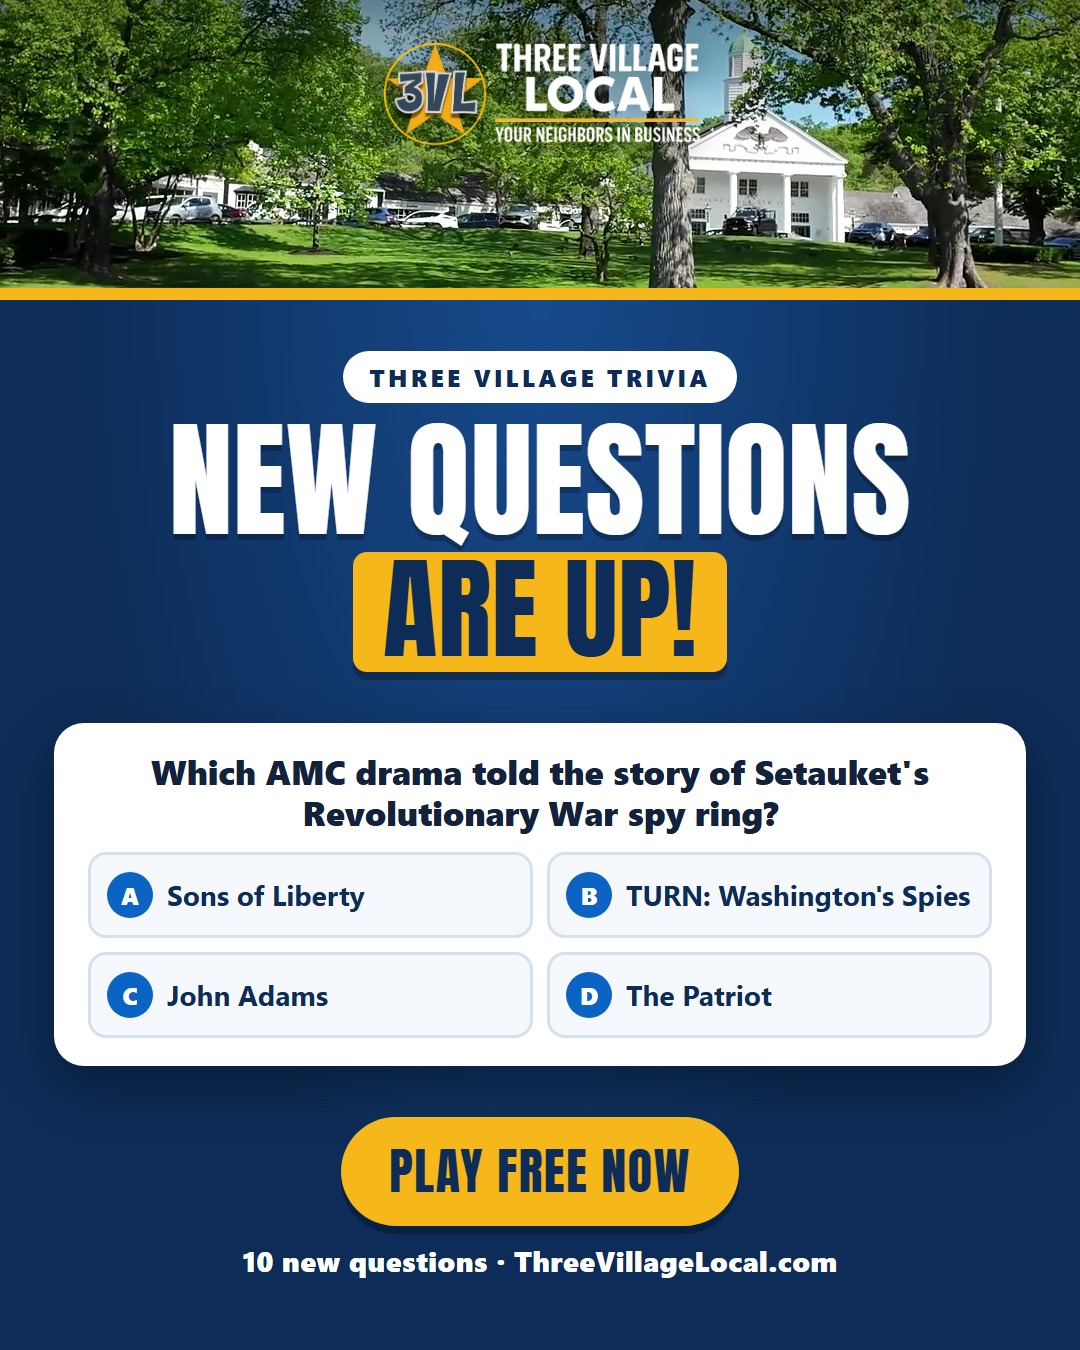 3VL
THREE VILLAGE
LOCAL
YOUR NEIGHBORS IN BUSINESS
THREE VILLAGE TRIVIA
NEW QUESTIONS
ARE UP!
Which AMC drama told the story of Setauket's
Revolutionary War spy ring?
A Sons of Liberty
B TURN: Washington's Spies
C John Adams
D The Patriot
PLAY FREE NOW
10 new questions · ThreeVillageLocal.com